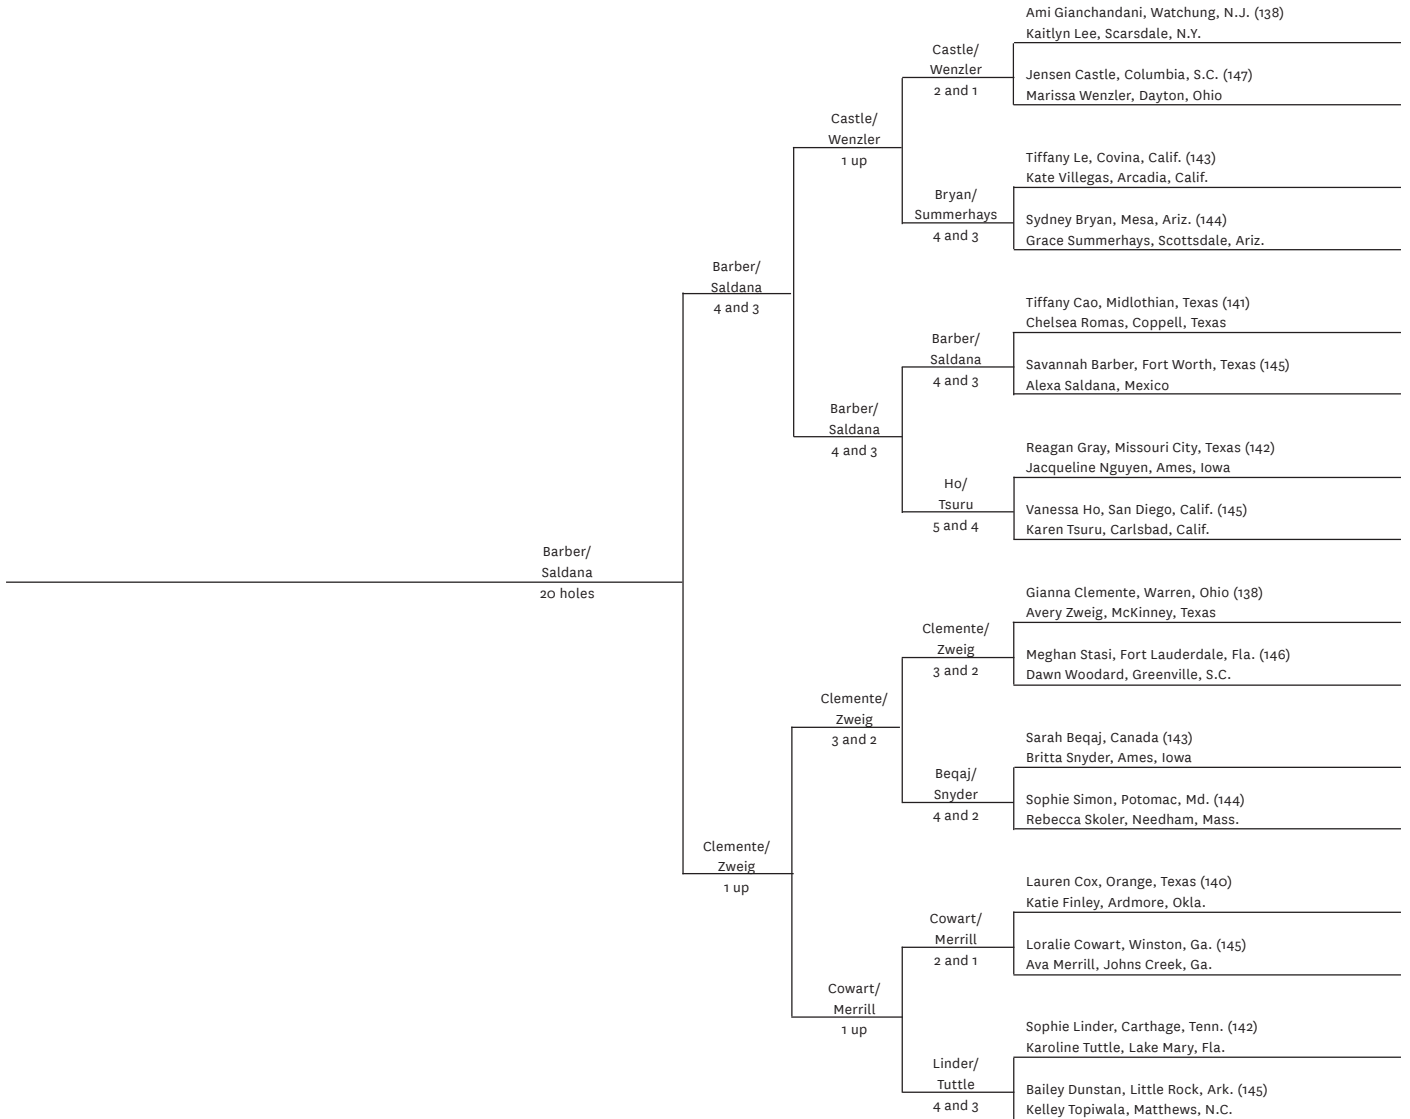 Ami Gianchandani, Watchung, N.J. (138)
Kaitlyn Lee, Scarsdale, N.Y.
Castle/
Wenzler
2 and 1
Jensen Castle, Columbia, S.C. (147)
Marissa Wenzler, Dayton, Ohio
Castle/
Wenzler
1 up
Tiffany Le, Covina, Calif. (143)
Kate Villegas, Arcadia, Calif.
Bryan/
Summerhays
4 and 3
Sydney Bryan, Mesa, Ariz. (144)
Grace Summerhays, Scottsdale, Ariz.
Barber/
Saldana
4 and 3
Tiffany Cao, Midlothian, Texas (141)
Chelsea Romas, Coppell, Texas
Barber/
Saldana
4 and 3
Savannah Barber, Fort Worth, Texas (145)
Alexa Saldana, Mexico
Barber/
Saldana
4 and 3
Reagan Gray, Missouri City, Texas (142)
Jacqueline Nguyen, Ames, Iowa
Ho/
Tsuru
5 and 4
Vanessa Ho, San Diego, Calif. (145)
Karen Tsuru, Carlsbad, Calif.
Barber/
Saldana
20 holes
Gianna Clemente, Warren, Ohio (138)
Avery Zweig, McKinney, Texas
Clemente/
Zweig
3 and 2
Meghan Stasi, Fort Lauderdale, Fla. (146)
Dawn Woodard, Greenville, S.C.
Clemente/
Zweig
3 and 2
Sarah Beqaj, Canada (143)
Britta Snyder, Ames, Iowa
Beqaj/
Snyder
4 and 2
Sophie Simon, Potomac, Md. (144)
Rebecca Skoler, Needham, Mass.
Clemente/
Zweig
1 up
Lauren Cox, Orange, Texas (140)
Katie Finley, Ardmore, Okla.
Cowart/
Merrill
2 and 1
Loralie Cowart, Winston, Ga. (145)
Ava Merrill, Johns Creek, Ga.
Cowart/
Merrill
1 up
Sophie Linder, Carthage, Tenn. (142)
Karoline Tuttle, Lake Mary, Fla.
Linder/
Tuttle
4 and 3
Bailey Dunstan, Little Rock, Ark. (145)
Kelley Topiwala, Matthews, N.C.